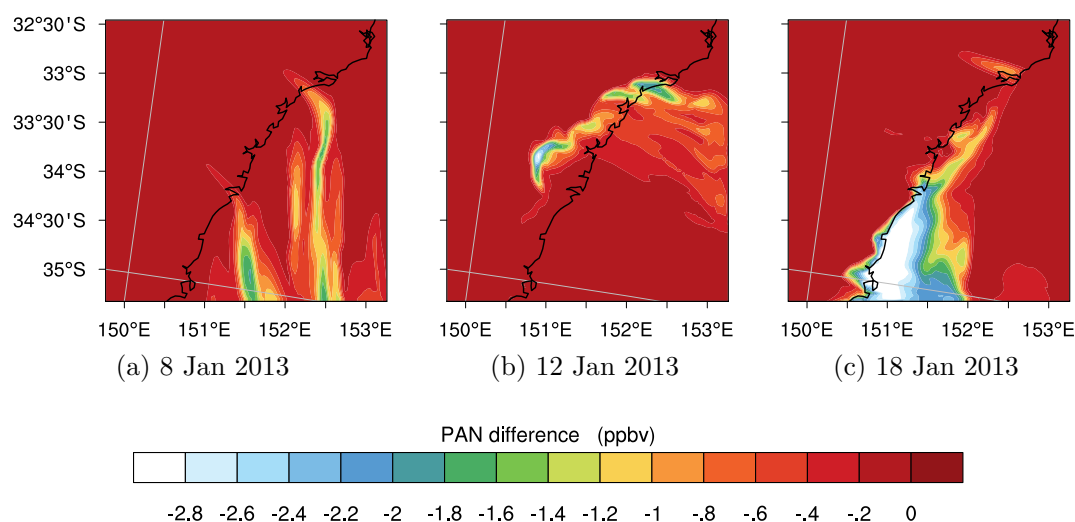 32°30'S
33°S
33°30'S
34°S
34°30'S
35°S
150°E 151°E 152°E 153°E 150°E 151°E 152°E 153°E 150°E 151°E 152°E 153°E
(a) 8 Jan 2013 (b) 12 Jan 2013 (c) 18 Jan 2013
PAN difference (ppbv)
-2.8 -2.6 -2.4 -2.2 -2 -1.8 -1.6 -1.4 -1.2 -1 -.8 -.6 -.4 -.2 0